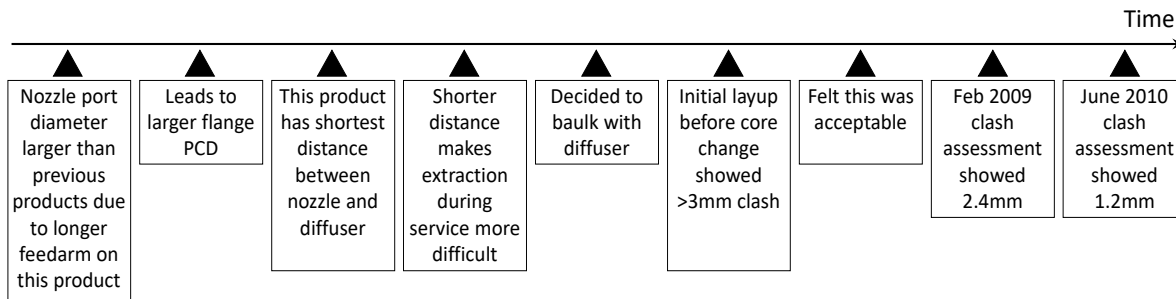 Time
Nozzle port
diameter
larger than
previous
products due
to longer
feedarm on
this product
Leads to
larger flange
PCD
This product
has shortest
distance
between
nozzle and
diffuser
Shorter
distance
makes
extraction
during
service more
difficult
Decided to
baulk with
diffuser
Initial layup
before core
change
showed
>3mm clash
Felt this was
acceptable
Feb 2009
clash
assessment
showed
2.4mm
June 2010
clash
assessment
showed
1.2mm